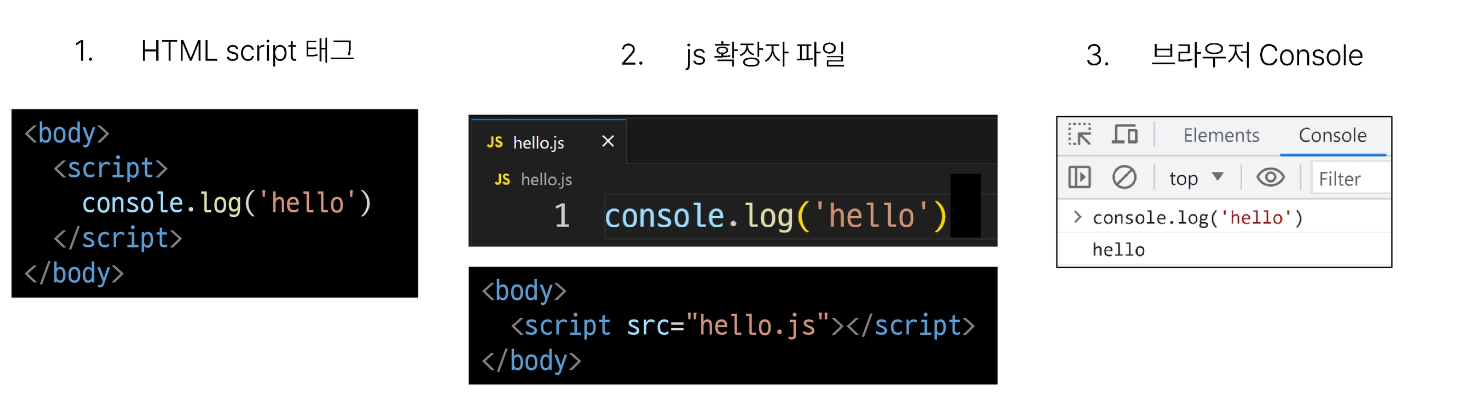 1. HTML script 태그
<body>
<script>
console.log('hello')
</script>
</body>
2. js 확장자 파일
JS hello.js ×
JS hello.js
1 console.log('hello')
<body>
<script src="hello.js"></script>
</body>
3. 브라우저 Console
Elements Console
top ▼ Filter
> console.log('hello')
hello